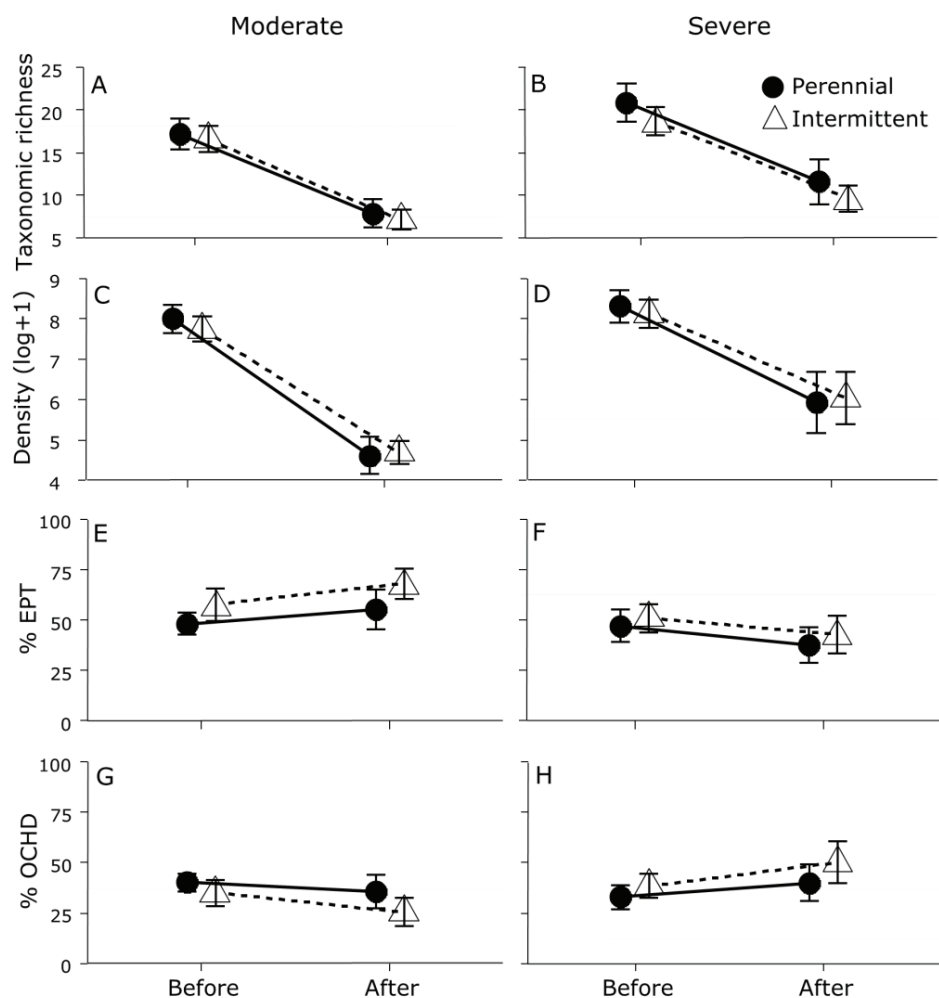 Moderate Severe
A
B
Perennial
Intermittent
Taxonomic richness
25
20
15
10
5
C
D
Density (log+1)
9
8
7
6
5
4
E
F
% EPT
100
75
50
25
0
G
H
% OCHD
100
75
50
25
0
Before After Before After